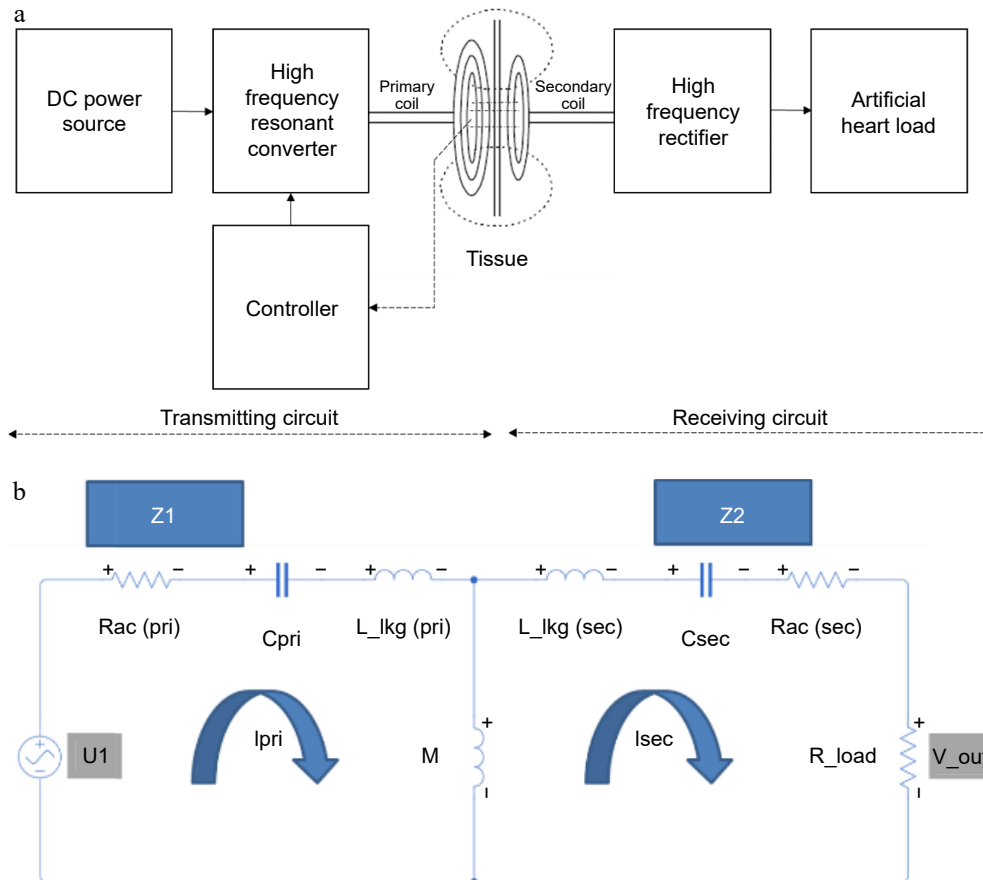 a
DC power
source
High
frequency
resonant
converter
Primary
coil
Secondary
coil
High
frequency
rectifier
Artificial
heart load
Tissue
Controller
Transmitting circuit
Receiving circuit
b
Z1
Z2
+ − + − + − + − + − + −
Rac (pri)
Cpri
L_lkg (pri)
L_lkg (sec)
Csec
Rac (sec)
+
−
U1
Ipri
+
M
−
Isec
+
R_load
−
V_out